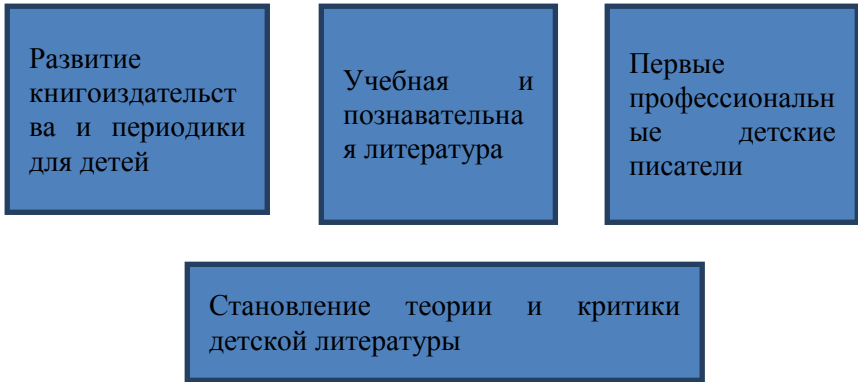 Развитие
книгоиздательст
ва и периодики
для детей
Учебная и
познавательна
я литература
Первые
профессиональн
ые детские
писатели
Становление теории и критики
детской литературы